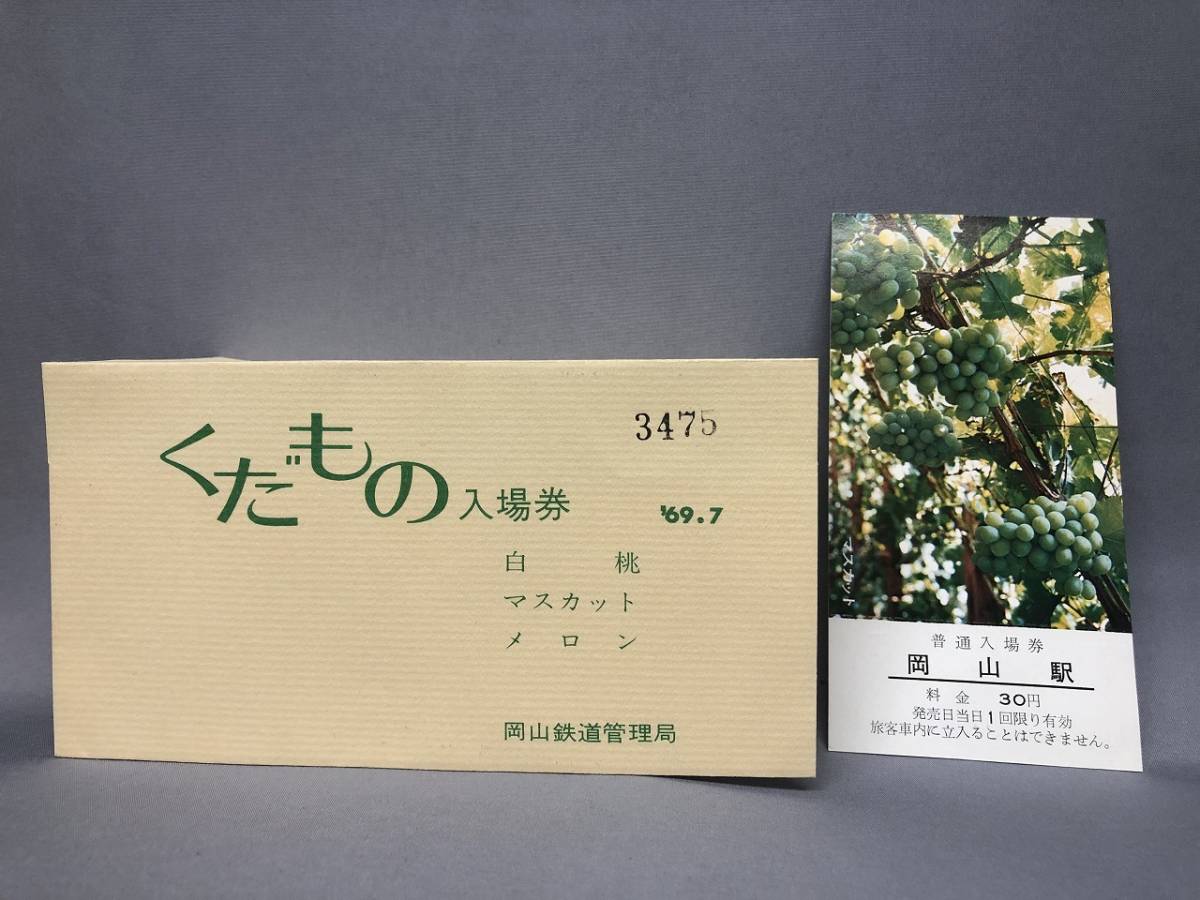 3475
くだもの入場券 '69.7
白桃
マスカット
メロン
岡山鉄道管理局
マスカット
普通入場券
岡山駅
料金 30円
発売日当日1回限り有効
旅客車内に立入ることはできません。